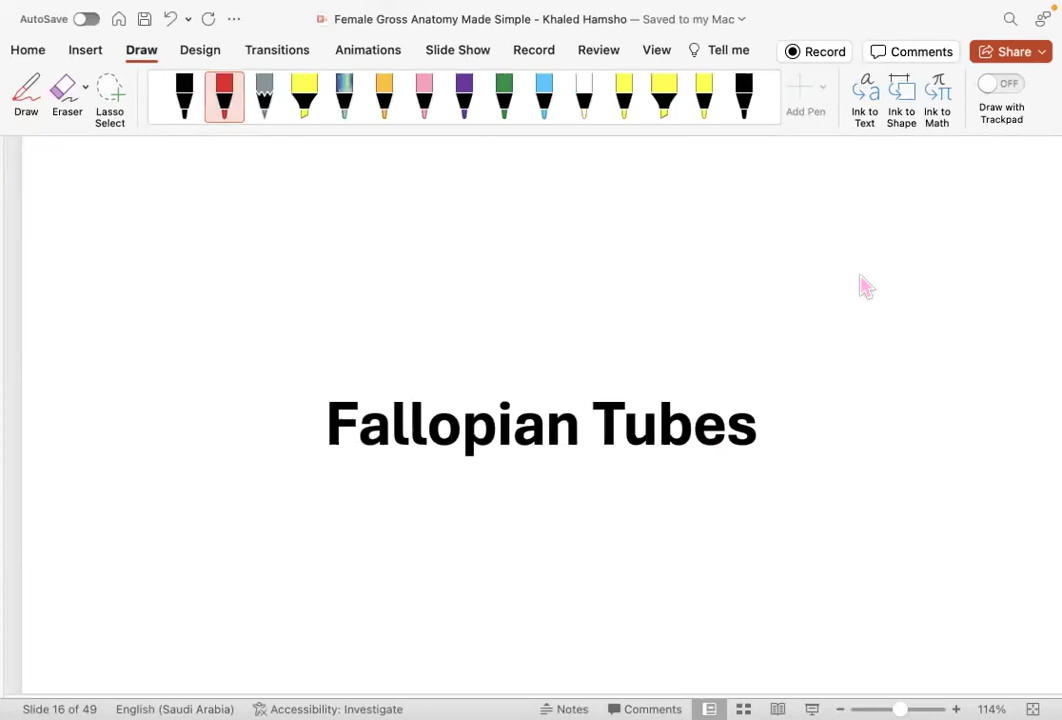 AutoSave
Female Gross Anatomy Made Simple - Khaled Hamsho — Saved to my Mac
Home Insert Draw Design Transitions Animations Slide Show Record Review View Tell me Record Comments Share
Draw Eraser Lasso Select Add Pen Ink to Text Ink to Shape Ink to Math OFF Draw with Trackpad
Fallopian Tubes
Slide 16 of 49 English (Saudi Arabia) Accessibility: Investigate Notes Comments 114%